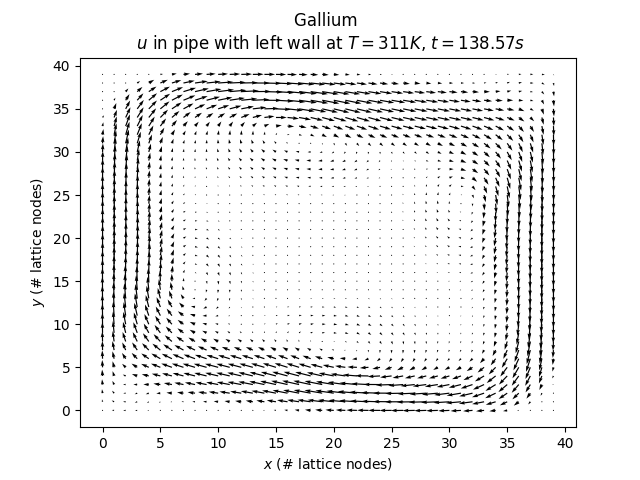 Gallium
u in pipe with left wall at T = 311K, t = 138.57s
40
35
30
25
20
15
10
5
0
y (# lattice nodes)
0 5 10 15 20 25 30 35 40
x (# lattice nodes)